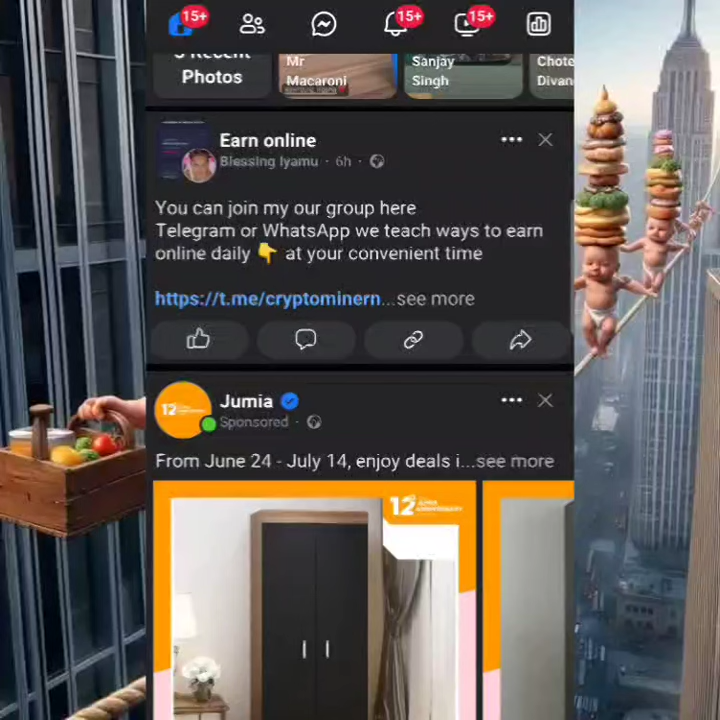 15+
15+
15+
Photos
Mr
Macaroni
Sanjay
Singh
Chote
Divan
Earn online
Blessing Iyamu · 6h ·
You can join my our group here
Telegram or WhatsApp we teach ways to earn
online daily 👇 at your convenient time
https://t.me/cryptominern...see more
Jumia
Sponsored ·
From June 24 - July 14, enjoy deals i...see more
12
12 JUMIA
ANNIVERSARY